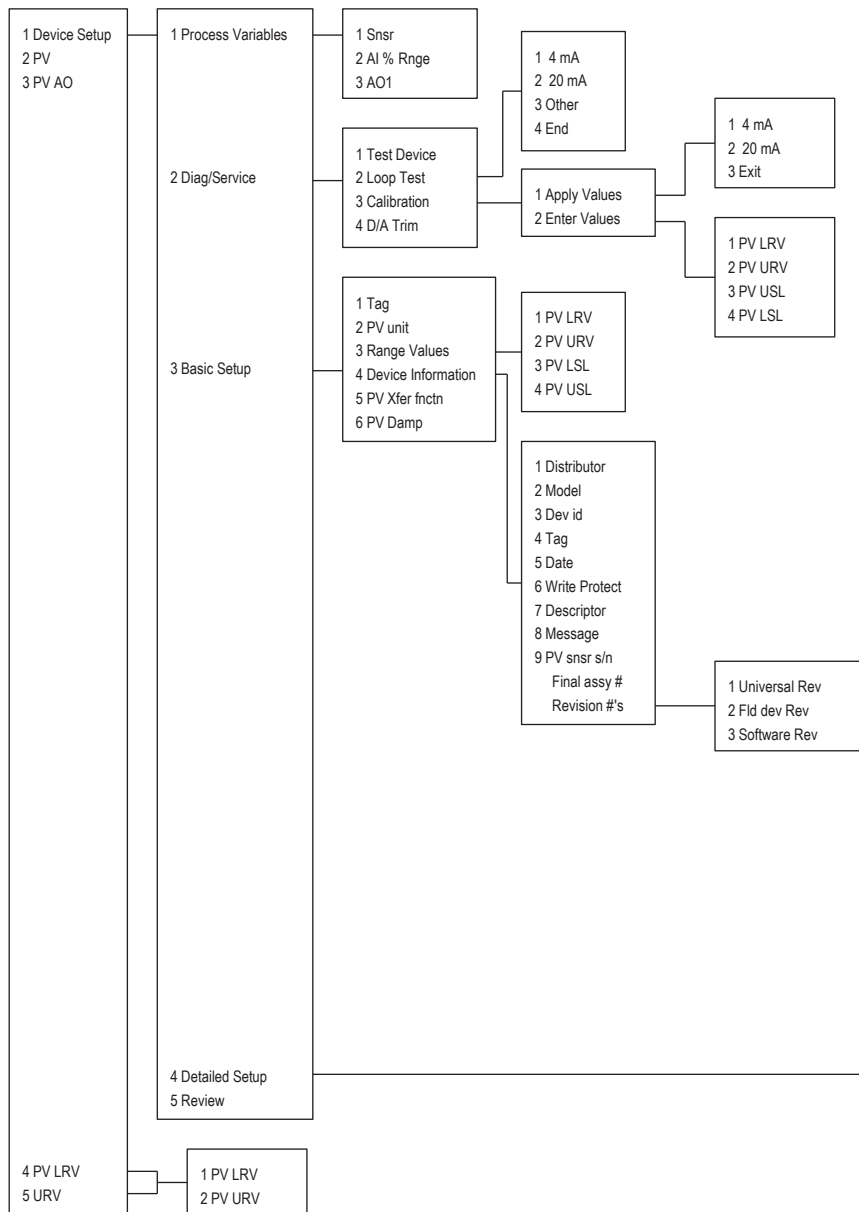 1 Device Setup
2 PV
3 PV AO
4 PV LRV
5 URV
1 Process Variables
2 Diag/Service
3 Basic Setup
4 Detailed Setup
5 Review
1 PV LRV
2 PV URV
1 Snsr
2 AI % Rnge
3 AO1
1 Test Device
2 Loop Test
3 Calibration
4 D/A Trim
1 4 mA
2 20 mA
3 Other
4 End
1 Apply Values
2 Enter Values
1 4 mA
2 20 mA
3 Exit
1 PV LRV
2 PV URV
3 PV USL
4 PV LSL
1 Tag
2 PV unit
3 Range Values
4 Device Information
5 PV Xfer fnctn
6 PV Damp
1 PV LRV
2 PV URV
3 PV LSL
4 PV USL
1 Distributor
2 Model
3 Dev id
4 Tag
5 Date
6 Write Protect
7 Descriptor
8 Message
9 PV snsr s/n
Final assy #
Revision #'s
1 Universal Rev
2 Fld dev Rev
3 Software Rev